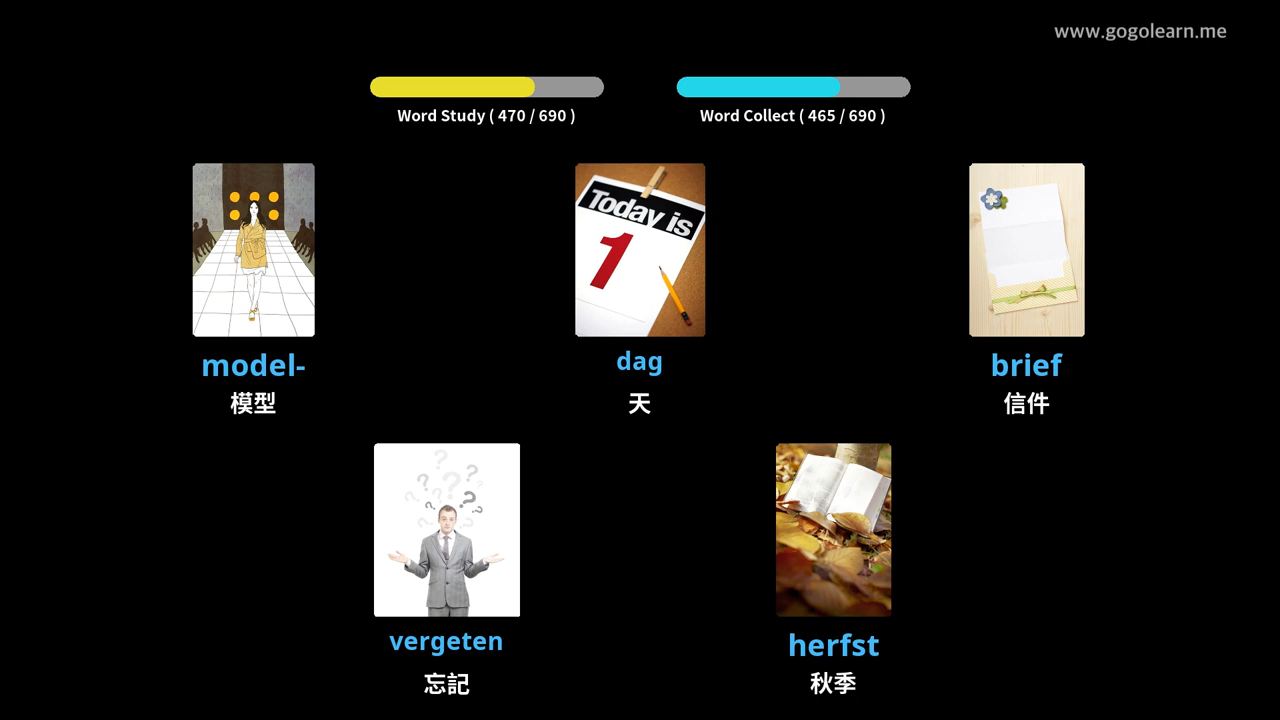 www.gogolearn.me
Word Study ( 470 / 690 )
Word Collect ( 465 / 690 )
Today is
1
model-
模型
dag
天
brief
信件
vergeten
忘記
herfst
秋季